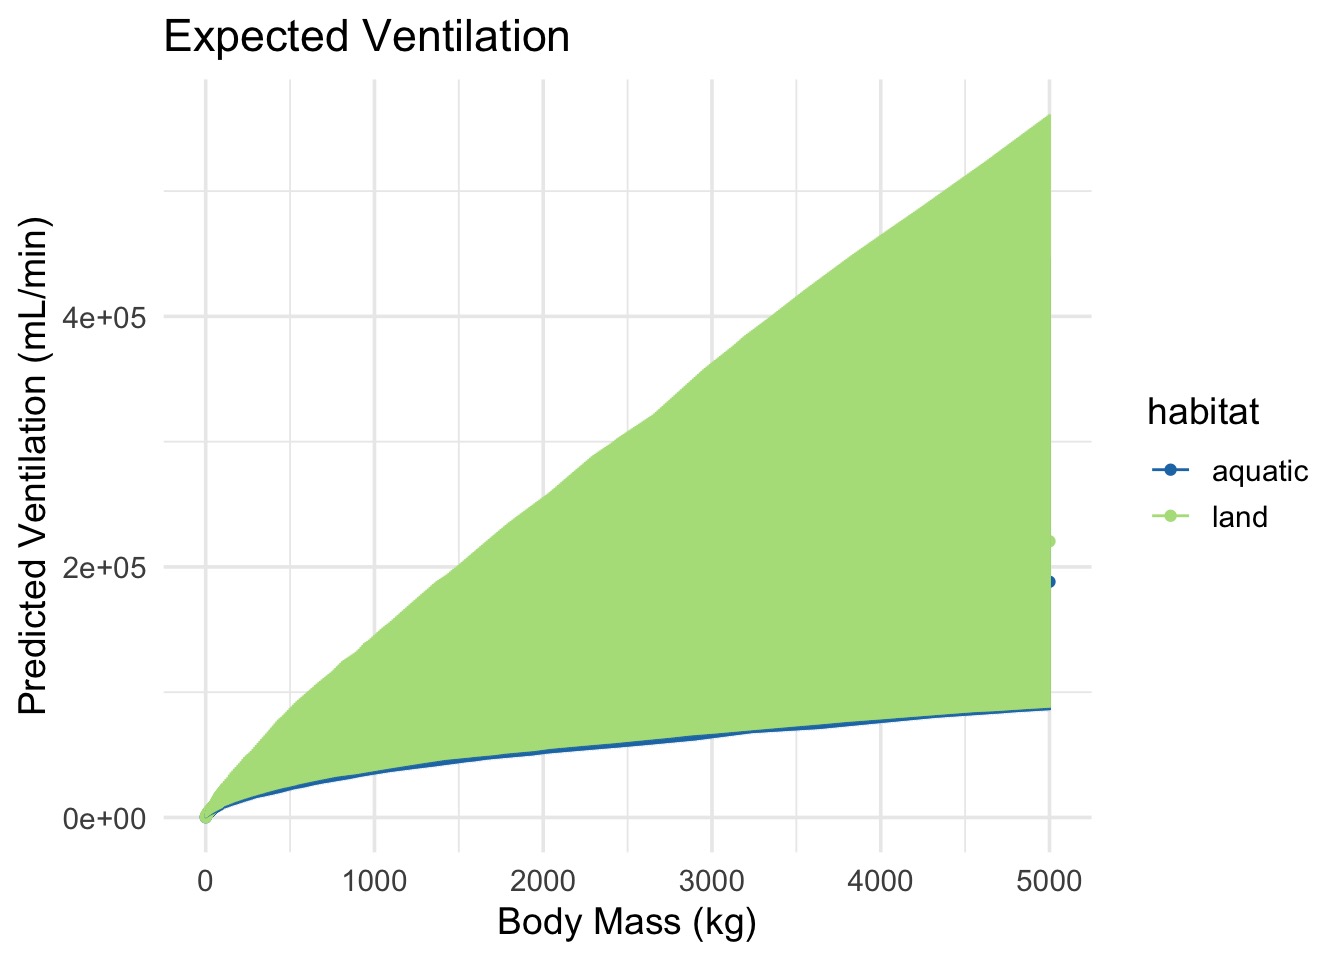 Expected Ventilation
Predicted Ventilation (mL/min)
4e+05
2e+05
0e+00
0
1000
2000
3000
4000
5000
Body Mass (kg)
habitat
aquatic
land